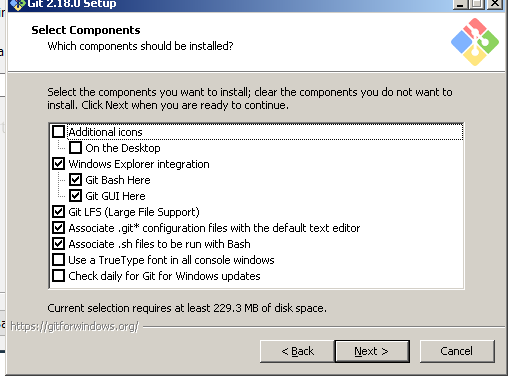 Git 2.18.0 Setup
Select Components
Which components should be installed?
Select the components you want to install; clear the components you do not want to
install. Click Next when you are ready to continue.
Additional icons
On the Desktop
Windows Explorer integration
Git Bash Here
Git GUI Here
Git LFS (Large File Support)
Associate .git* configuration files with the default text editor
Associate .sh files to be run with Bash
Use a TrueType font in all console windows
Check daily for Git for Windows updates
Current selection requires at least 229.3 MB of disk space.
https://gitforwindows.org/
< Back
Next >
Cancel